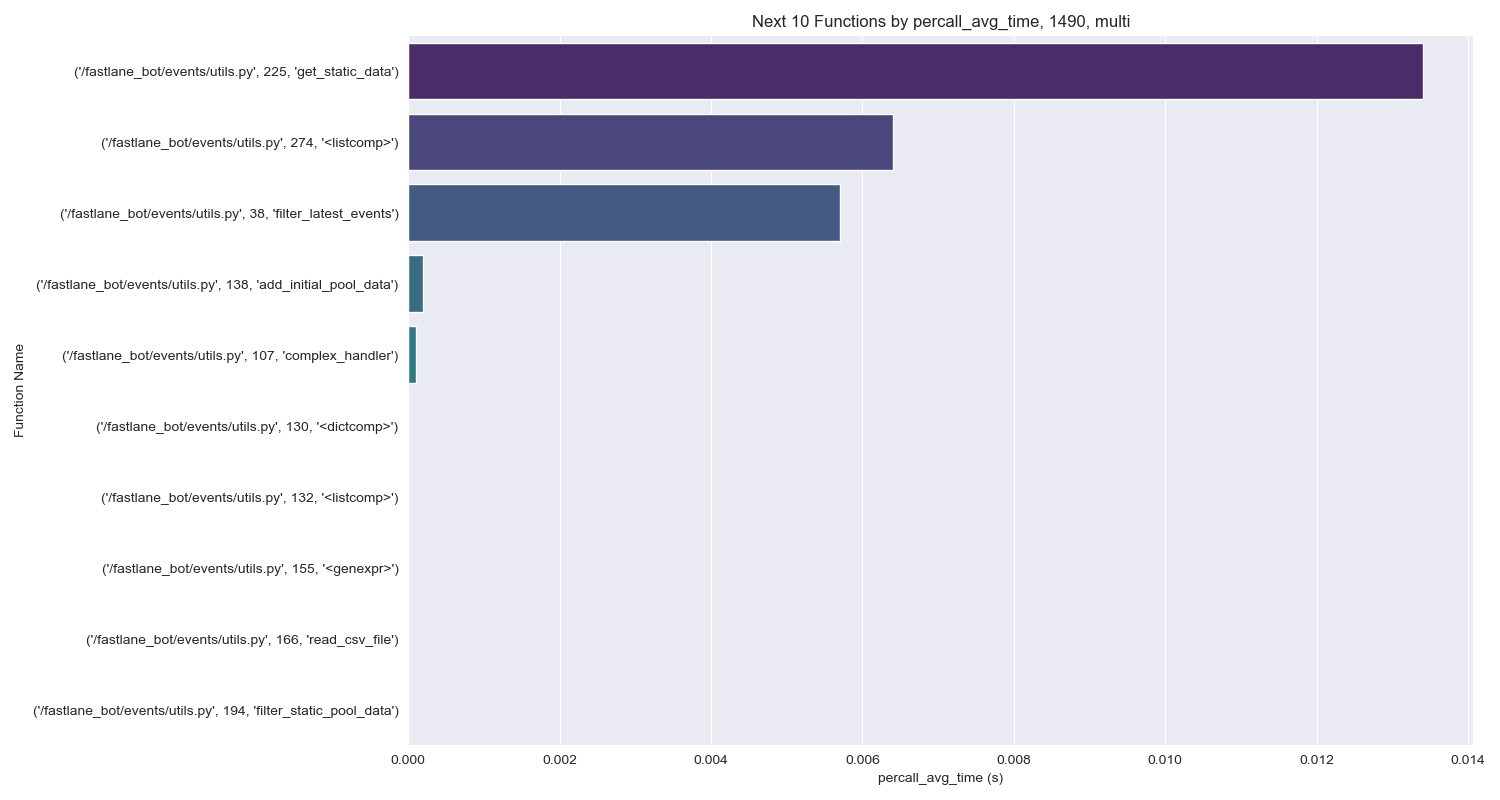 Next 10 Functions by percall_avg_time, 1490, multi
Function Name
('/fastlane_bot/events/utils.py', 225, 'get_static_data')
('/fastlane_bot/events/utils.py', 274, '<listcomp>')
('/fastlane_bot/events/utils.py', 38, 'filter_latest_events')
('/fastlane_bot/events/utils.py', 138, 'add_initial_pool_data')
('/fastlane_bot/events/utils.py', 107, 'complex_handler')
('/fastlane_bot/events/utils.py', 130, '<dictcomp>')
('/fastlane_bot/events/utils.py', 132, '<listcomp>')
('/fastlane_bot/events/utils.py', 155, '<genexpr>')
('/fastlane_bot/events/utils.py', 166, 'read_csv_file')
('/fastlane_bot/events/utils.py', 194, 'filter_static_pool_data')
0.000 0.002 0.004 0.006 0.008 0.010 0.012 0.014
percall_avg_time (s)